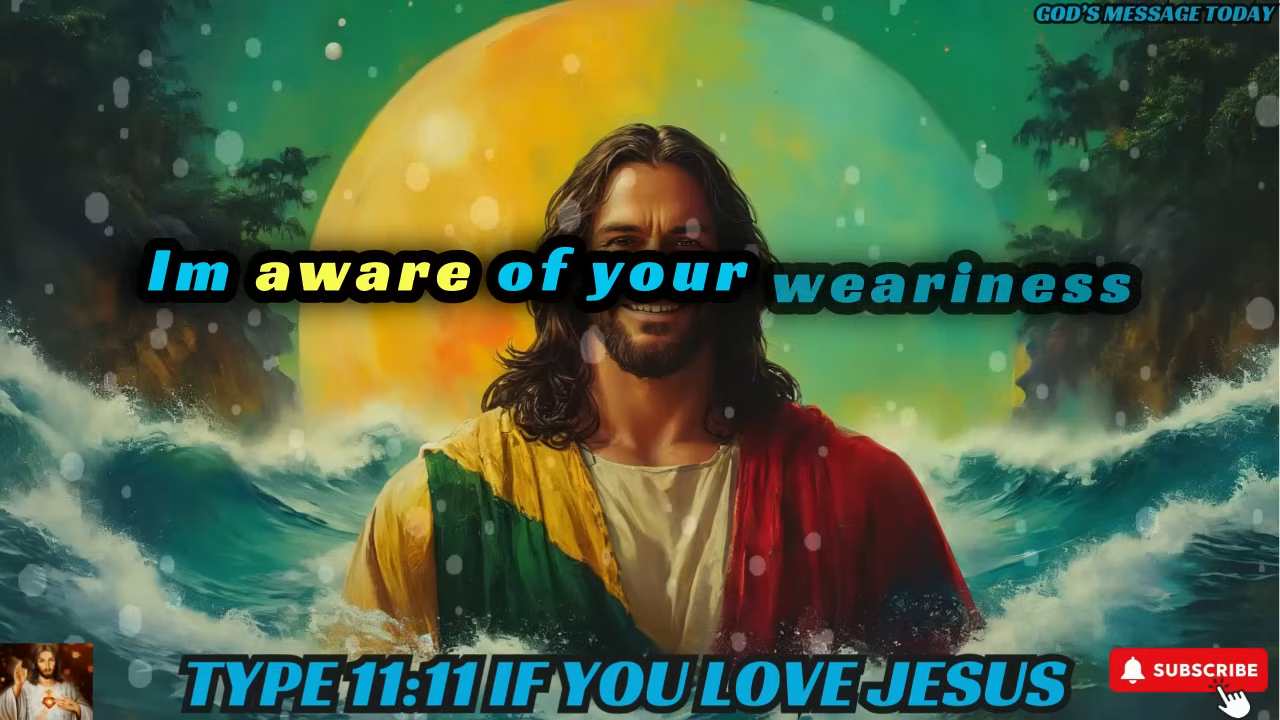 GOD'S MESSAGE TODAY
Im aware of your weariness
TYPE 11:11 IF YOU LOVE JESUS
SUBSCRIBE